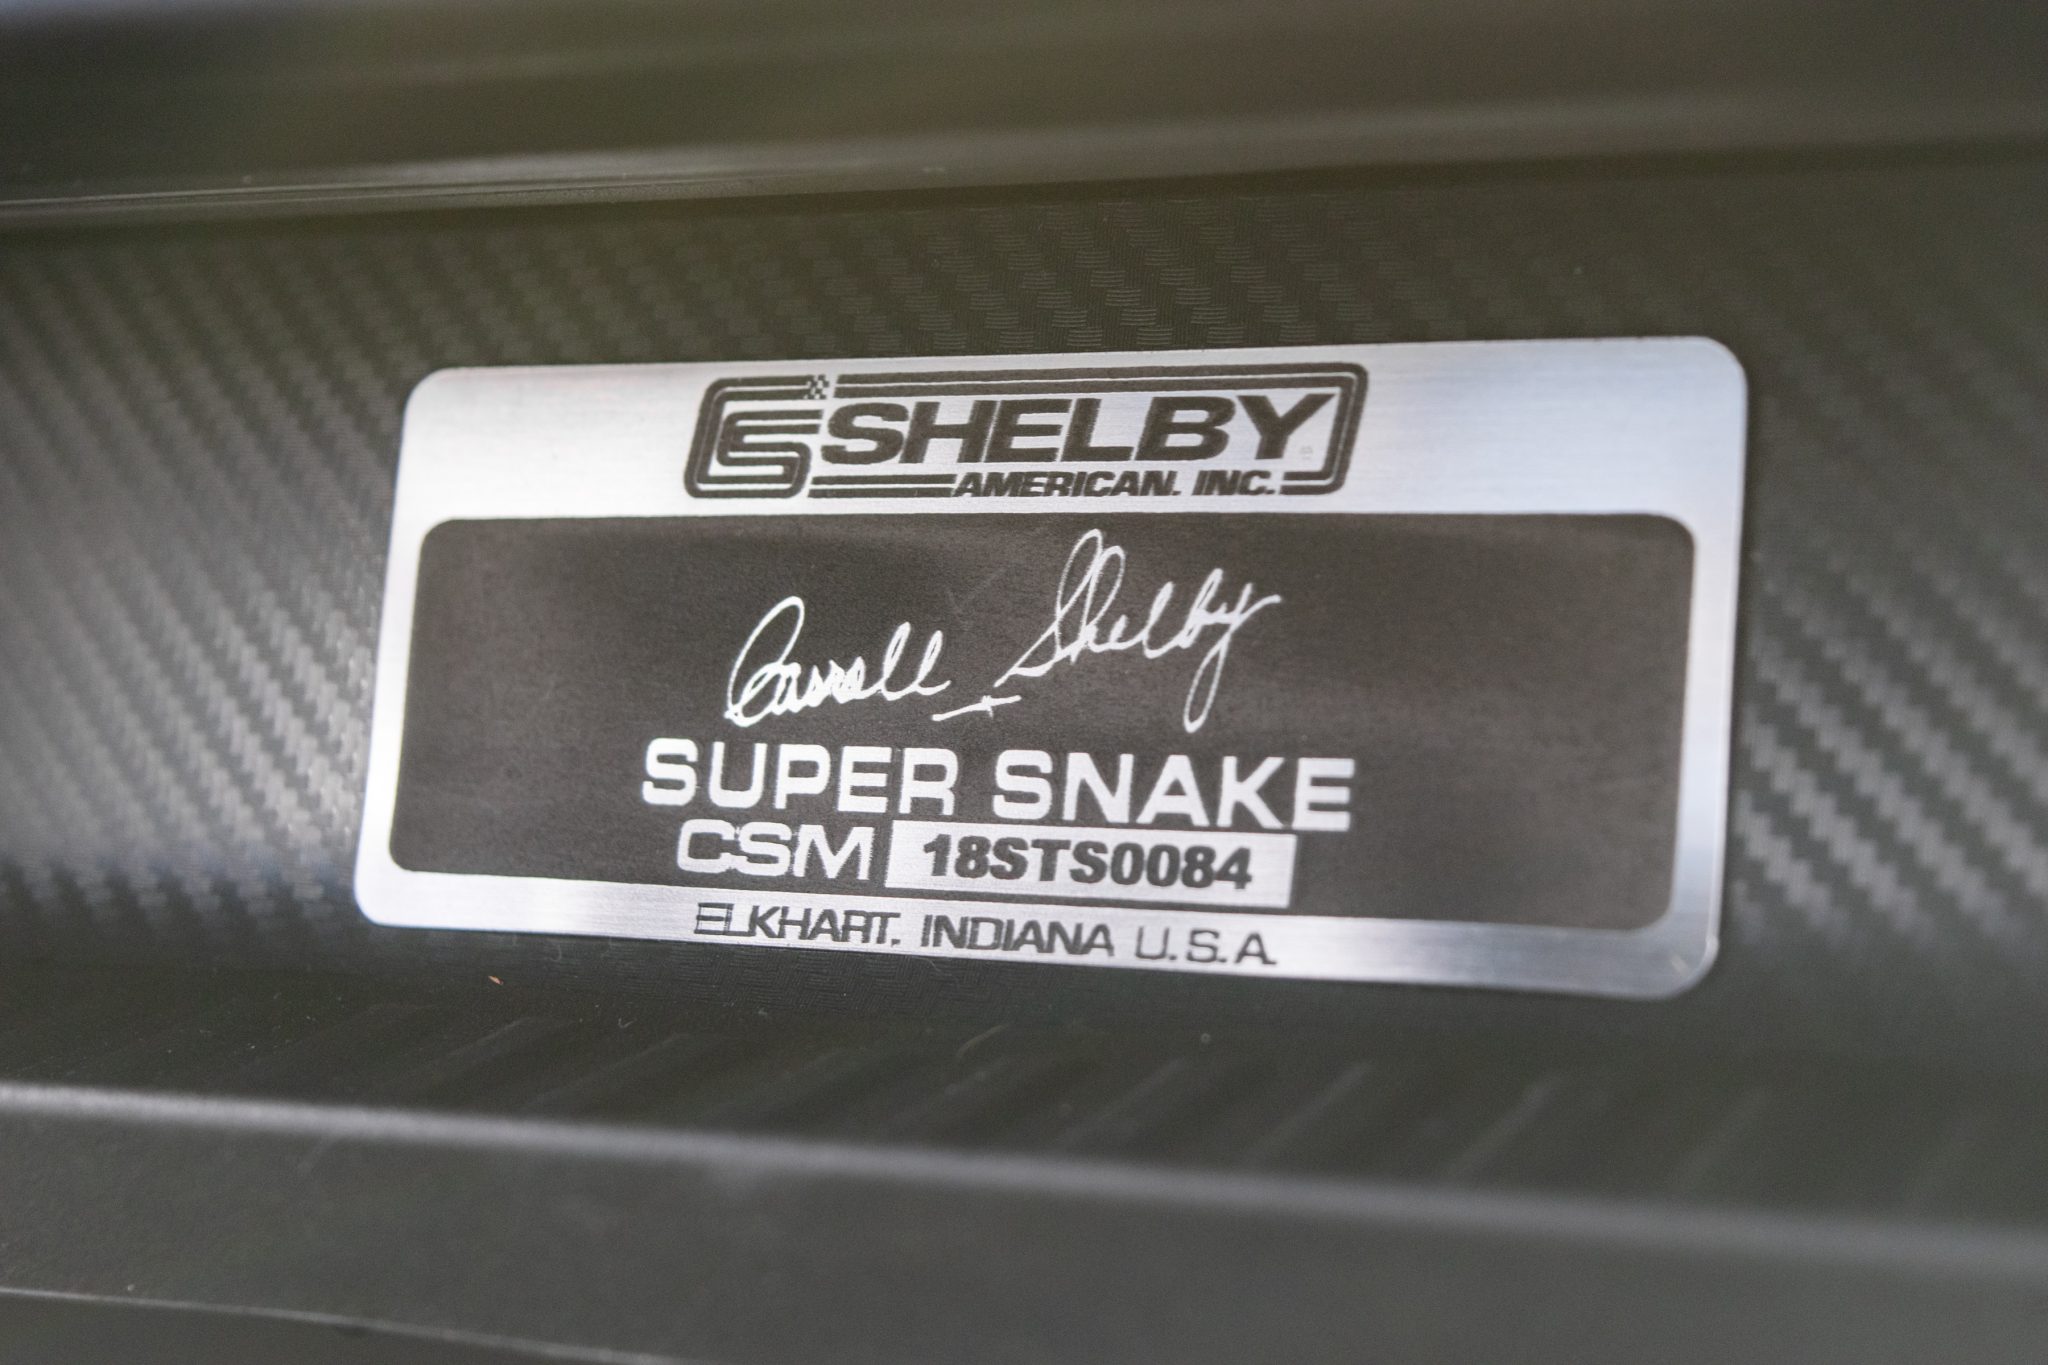 SHELBY
AMERICAN, INC.
Carroll Shelby
SUPER SNAKE
CSM 18STS0084
ELKHART, INDIANA U.S.A.